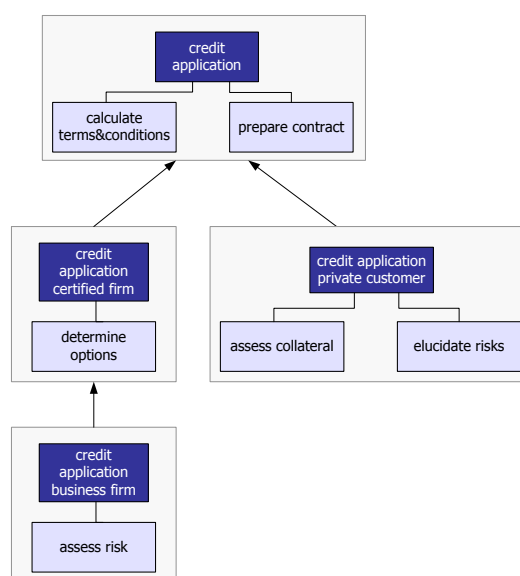 credit
application
calculate
terms&conditions
prepare contract
credit
application
certified firm
determine
options
credit application
private customer
assess collateral
elucidate risks
credit
application
business firm
assess risk